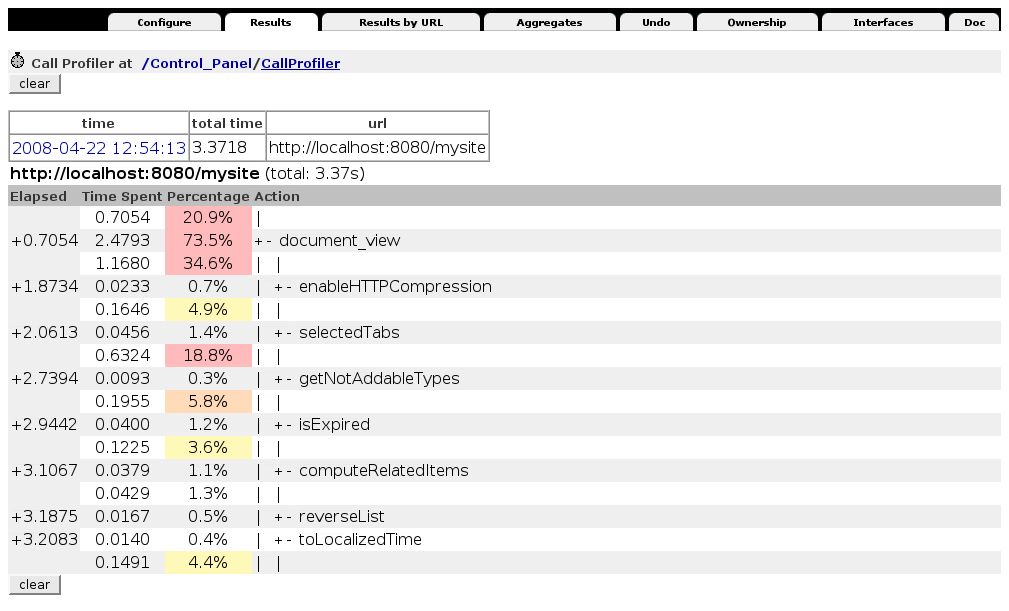 Configure Results Results by URL Aggregates Undo Ownership Interfaces Doc
Call Profiler at /Control_Panel/CallProfiler
clear
time total time url
2008-04-22 12:54:13 3.3718 http://localhost:8080/mysite
http://localhost:8080/mysite (total: 3.37s)
Elapsed Time Spent Percentage Action
0.7054 20.9% |
+0.7054 2.4793 73.5% +- document_view
1.1680 34.6% | |
+1.8734 0.0233 0.7% | +- enableHTTPCompression
0.1646 4.9% | |
+2.0613 0.0456 1.4% | +- selectedTabs
0.6324 18.8% | |
+2.7394 0.0093 0.3% | +- getNotAddableTypes
0.1955 5.8% | |
+2.9442 0.0400 1.2% | +- isExpired
0.1225 3.6% | |
+3.1067 0.0379 1.1% | +- computeRelatedItems
0.0429 1.3% | |
+3.1875 0.0167 0.5% | +- reverseList
+3.2083 0.0140 0.4% | +- toLocalizedTime
0.1491 4.4% | |
clear